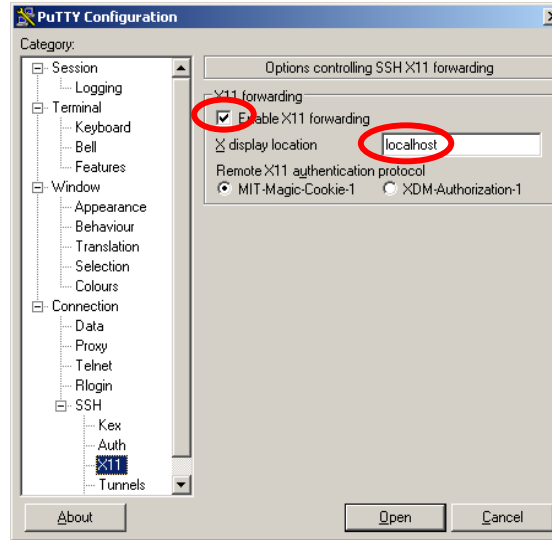 PuTTY Configuration
Category:
Session
Logging
Terminal
Keyboard
Bell
Features
Window
Appearance
Behaviour
Translation
Selection
Colours
Connection
Data
Proxy
Telnet
Rlogin
SSH
Kex
Auth
X11
Tunnels
Options controlling SSH X11 forwarding
X11 forwarding
Enable X11 forwarding
X display location localhost
Remote X11 authentication protocol
MIT-Magic-Cookie-1 XDM-Authorization-1
About Open Cancel